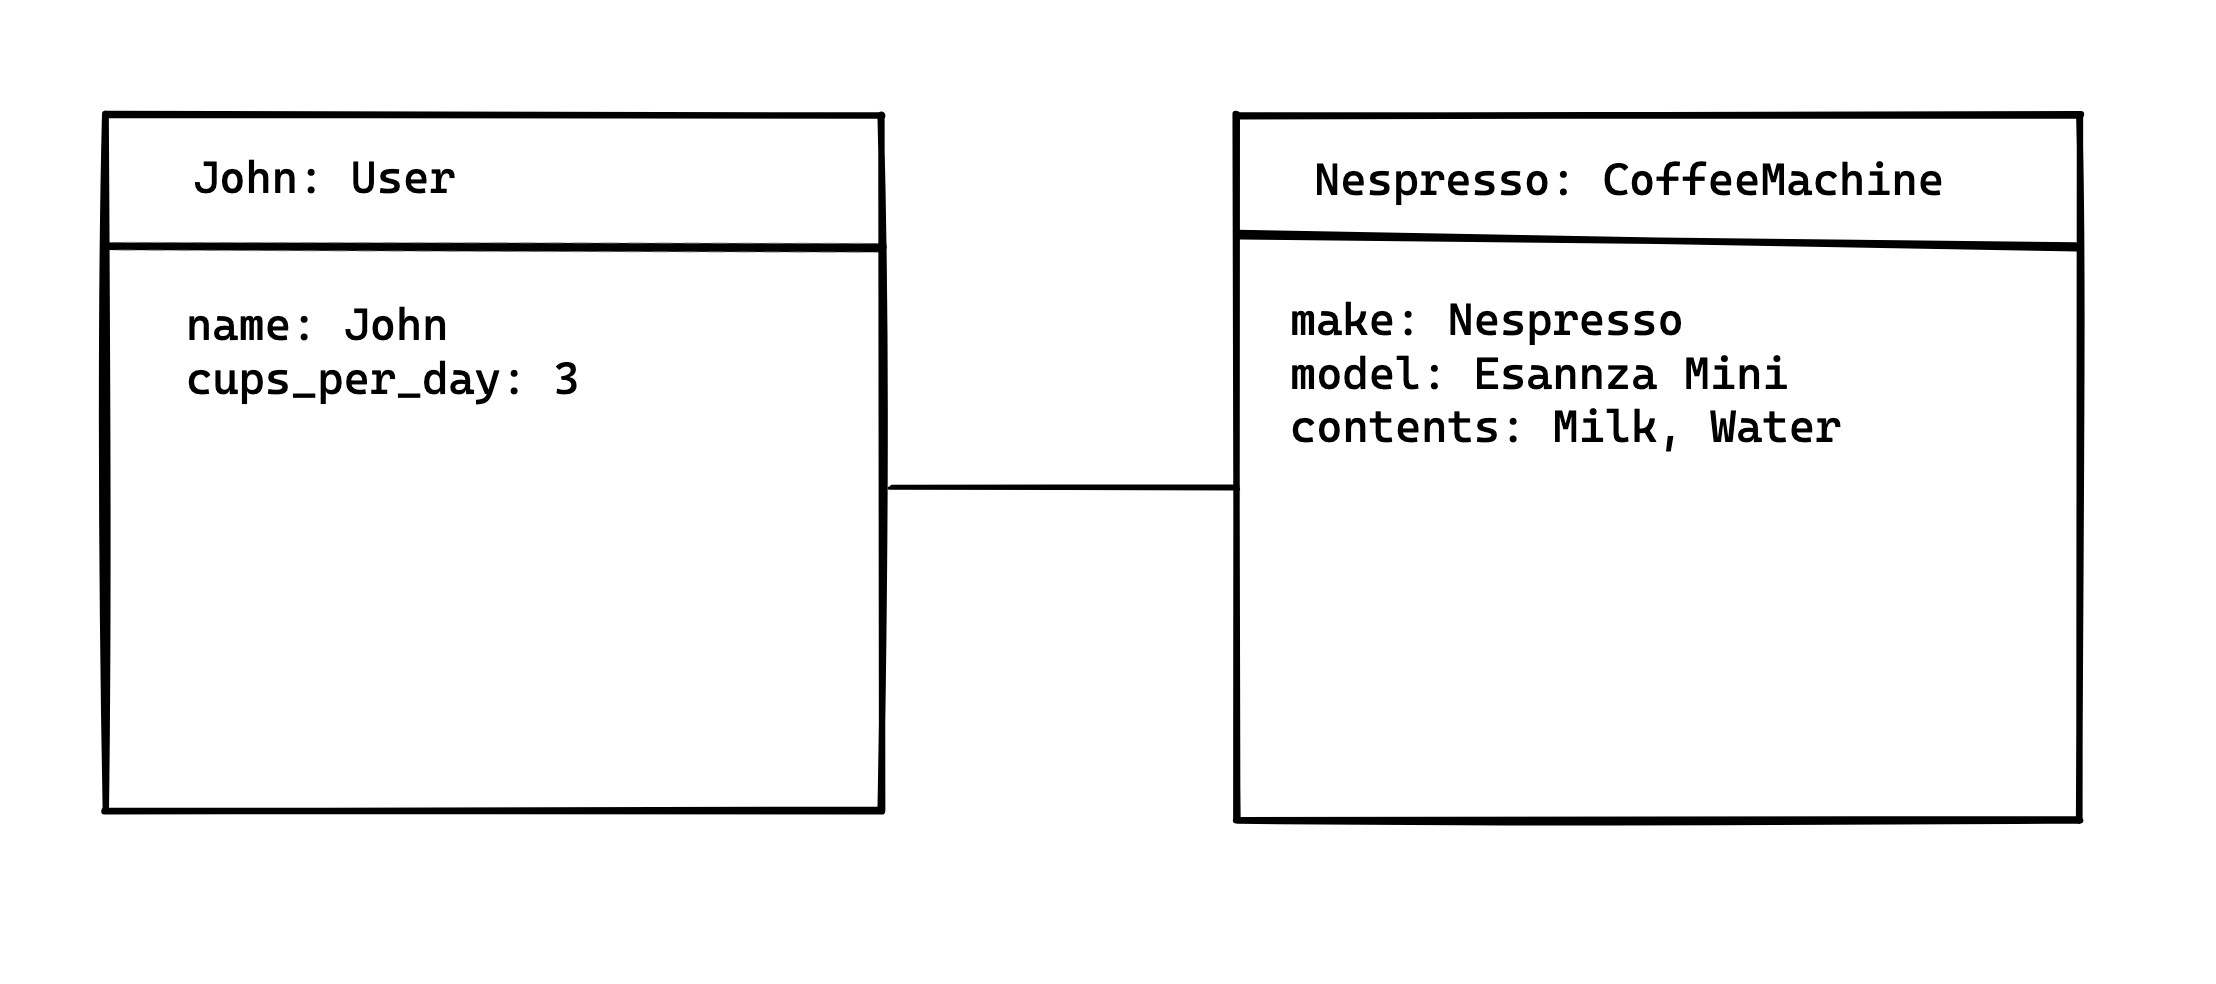 John: User
name: John
cups_per_day: 3
Nespresso: CoffeeMachine
make: Nespresso
model: Esannza Mini
contents: Milk, Water